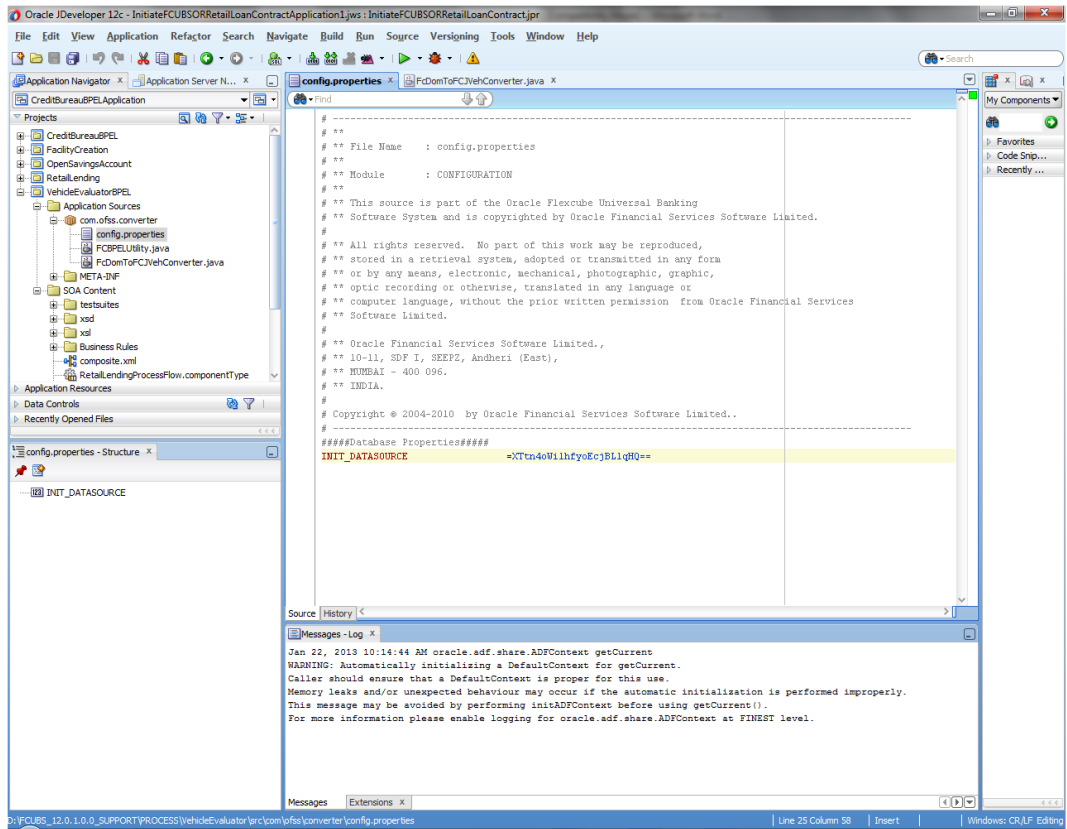 Oracle JDeveloper 12c - InitiateFCUBSORRetailLoanContractApplication1.jws : InitiateFCUBSORRetailLoanContract.jpr
File Edit View Application Refactor Search Navigate Build Run Source Versioning Tools Window Help
Search
Application Navigator x Application Server N... x
config.properties x FcDomToFCJVehConverter.java x
CreditBureauBPELApplication
Find
My Components
Projects
CreditBureauBPEL
FacilityCreation
OpenSavingsAccount
RetailLending
VehicleEvaluatorBPEL
Application Sources
com.ofss.converter
config.properties
FCBPELUtility.java
FcDomToFCJVehConverter.java
META-INF
SOA Content
testsuites
xsd
xsl
Business Rules
composite.xml
RetailLendingProcessFlow.componentType
Application Resources
Data Controls
Recently Opened Files
config.properties - Structure x
INIT_DATASOURCE
# ------------------------------------------------------------------------------------------
# **
# ** File Name    : config.properties
# **
# ** Module       : CONFIGURATION
# **
# ** This source is part of the Oracle Flexcube Universal Banking
# ** Software System and is copyrighted by Oracle Financial Services Software Limited.
#
# ** All rights reserved.  No part of this work may be reproduced,
# ** stored in a retrieval system, adopted or transmitted in any form
# ** or by any means, electronic, mechanical, photographic, graphic,
# ** optic recording or otherwise, translated in any language or
# ** computer language, without the prior written permission  from Oracle Financial Services
# ** Software Limited.
#
# ** Oracle Financial Services Software Limited.,
# ** 10-11, SDF I, SEEPZ, Andheri (East),
# ** MUMBAI - 400 096.
# ** INDIA.
#
# Copyright © 2004-2010  by Oracle Financial Services Software Limited..
# ------------------------------------------------------------------------------------------
#####Database Properties#####
INIT_DATASOURCE =XTtn4oWilhfyoEcjBLlqHQ==
Favorites
Code Snip...
Recently ...
Source History
Messages - Log x
Jan 22, 2013 10:14:44 AM oracle.adf.share.ADFContext getCurrent
WARNING: Automatically initializing a DefaultContext for getCurrent.
Caller should ensure that a DefaultContext is proper for this use.
Memory leaks and/or unexpected behaviour may occur if the automatic initialization is performed improperly.
This message may be avoided by performing initADFContext before using getCurrent().
For more information please enable logging for oracle.adf.share.ADFContext at FINEST level.
Messages Extensions x
D:\FCUBS_12.0.1.0.0_SUPPORT\PROCESS\VehicleEvaluator\src\com\ofss\converter\config.properties
Line 25 Column 58 Insert Windows: CR/LF Editing